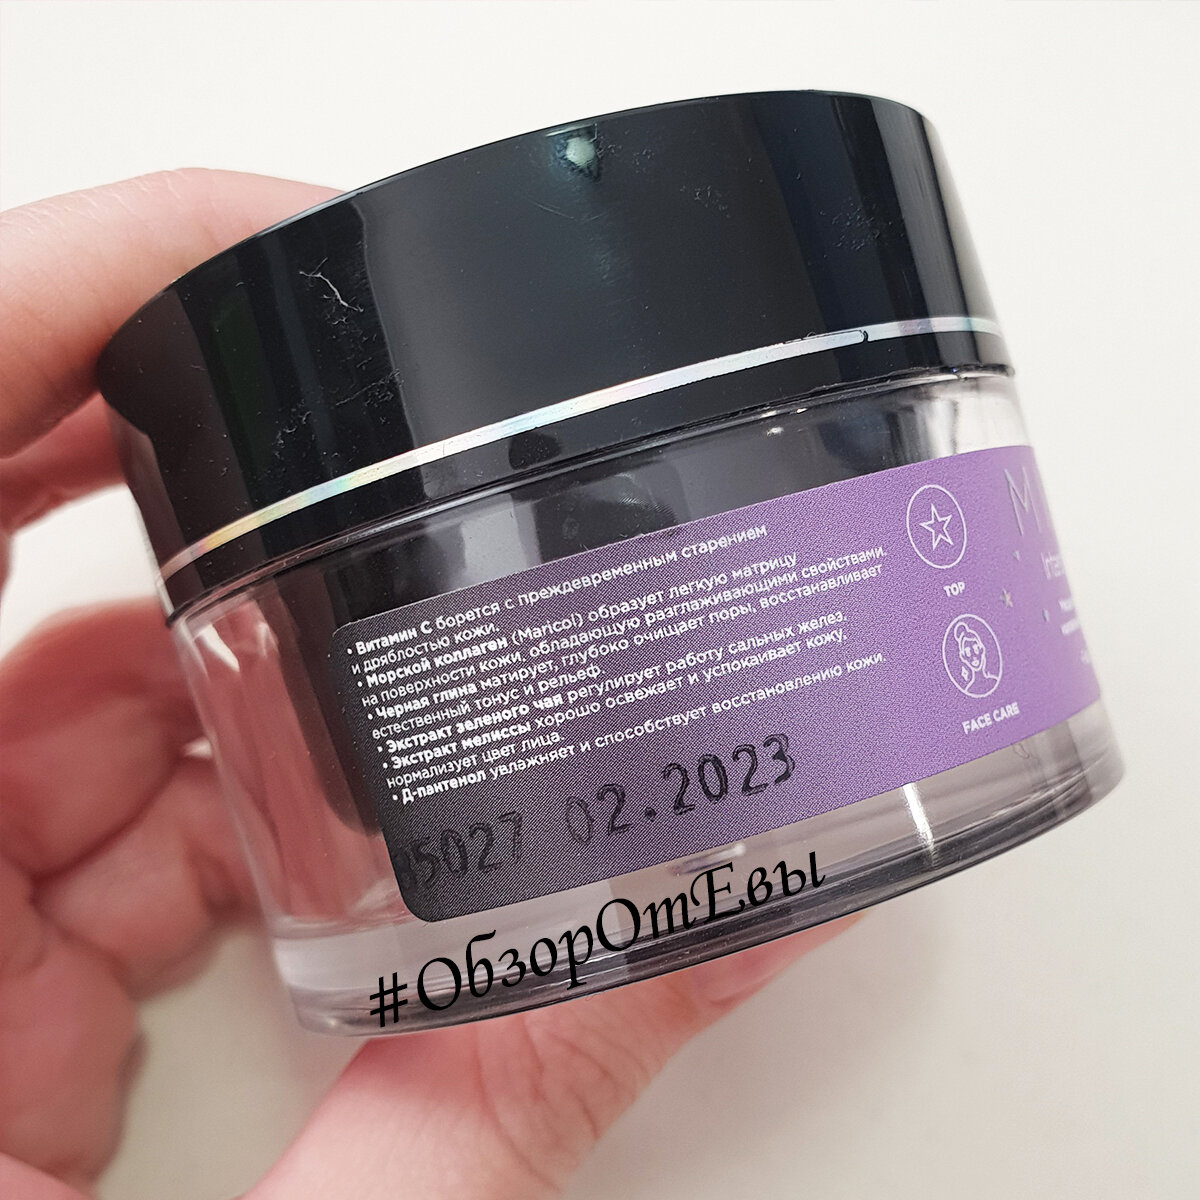 • Витамин С борется с преждевременным старением
и дряблостью кожи.
• Морской коллаген (Maricol) образует легкую матрицу
на поверхности кожи, обладающую разглаживающими свойствами.
• Черная глина матирует, глубоко очищает поры, восстанавливает
естественный тонус и рельеф.
• Экстракт зеленого чая регулирует работу сальных желез.
• Экстракт мелиссы хорошо освежает и успокаивает кожу,
нормализует цвет лица.
• Д-пантенол увлажняет и способствует восстановлению кожи.
5027 02.2023
TOP
FACE CARE
#ОбзорОтЕвы